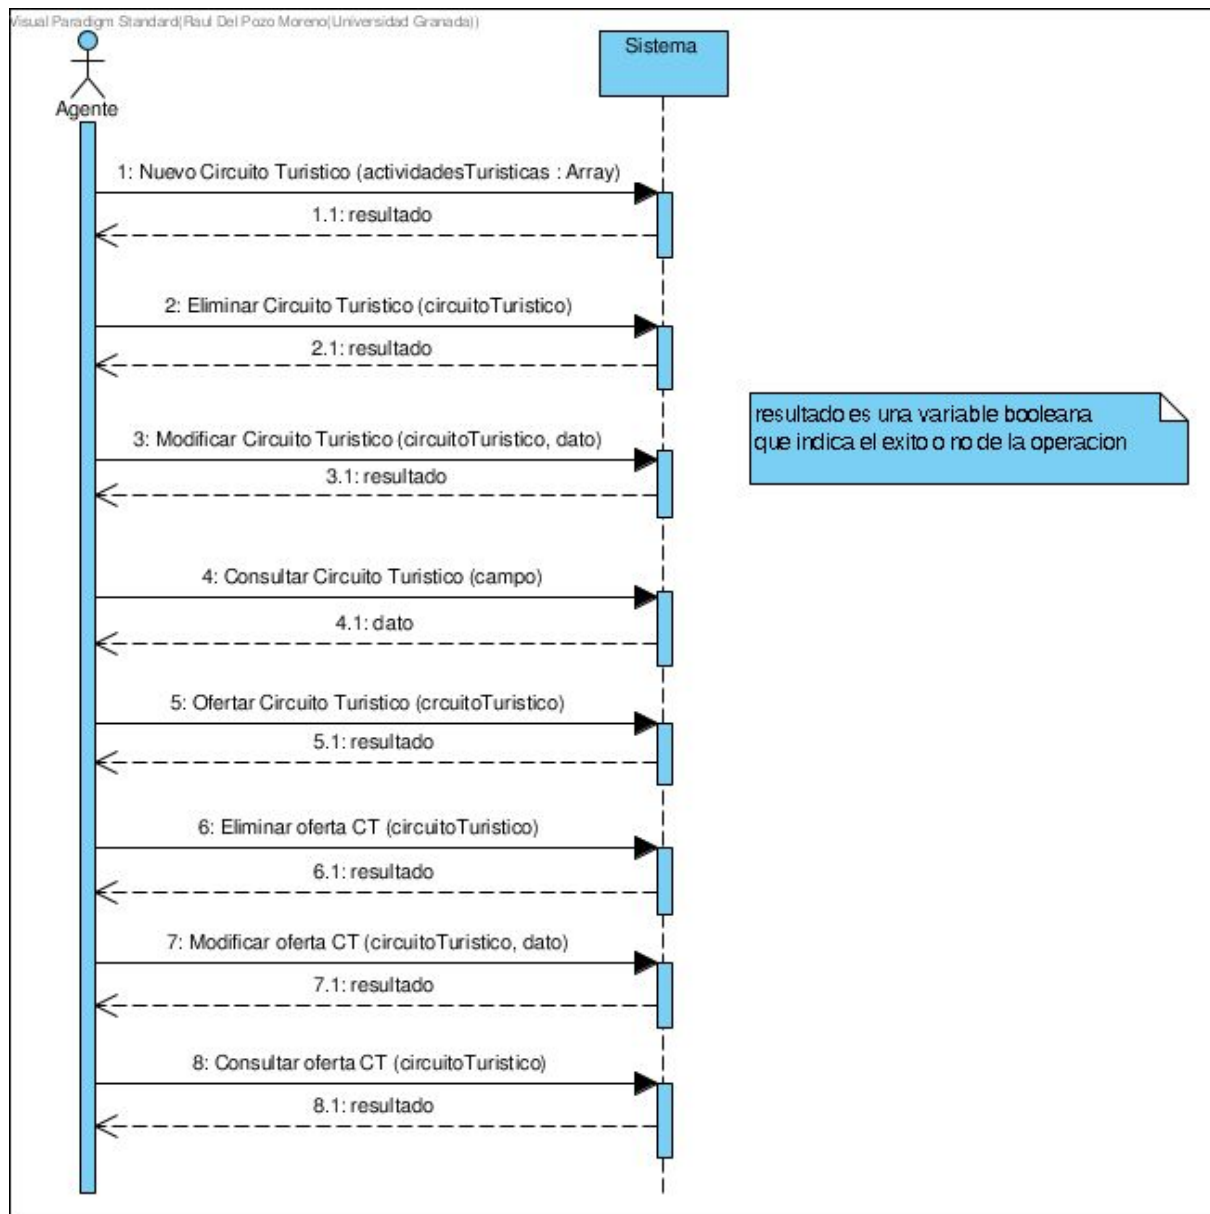 Visual Paradigm Standard(Raul Del Pozo Moreno(Universidad Granada))
Sistema
Agente
1: Nuevo Circuito Turistico (actividadesTuristicas : Array)
1.1: resultado
2: Eliminar Circuito Turistico (circuitoTuristico)
2.1: resultado
resultado es una variable booleana
que indica el exito o no de la operacion
3: Modificar Circuito Turistico (circuitoTuristico, dato)
3.1: resultado
4: Consultar Circuito Turistico (campo)
4.1: dato
5: Ofertar Circuito Turistico (crcuitoTuristico)
5.1: resultado
6: Eliminar oferta CT (circuitoTuristico)
6.1: resultado
7: Modificar oferta CT (circuitoTuristico, dato)
7.1: resultado
8: Consultar oferta CT (circuitoTuristico)
8.1: resultado